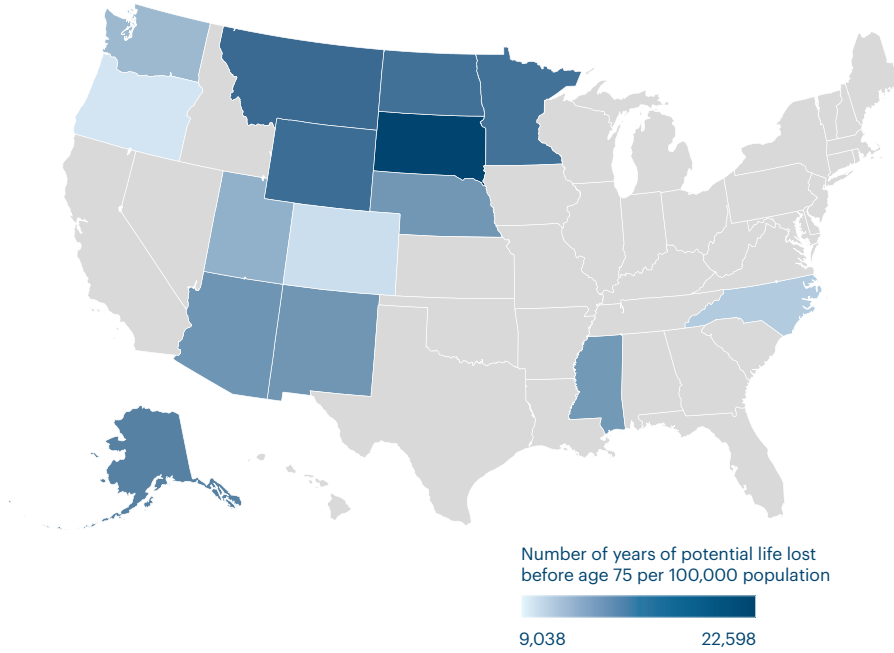 Number of years of potential life lost
before age 75 per 100,000 population
9,038 22,598